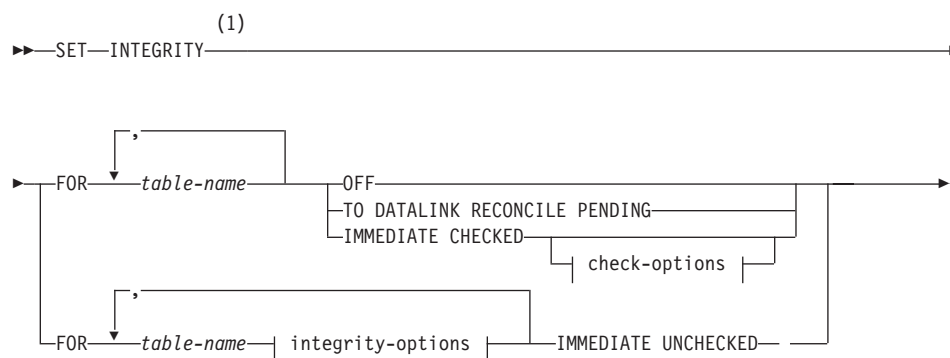 (1)
SET INTEGRITY
,
FOR table-name OFF
TO DATALINK RECONCILE PENDING
IMMEDIATE CHECKED
check-options
,
FOR table-name integrity-options IMMEDIATE UNCHECKED